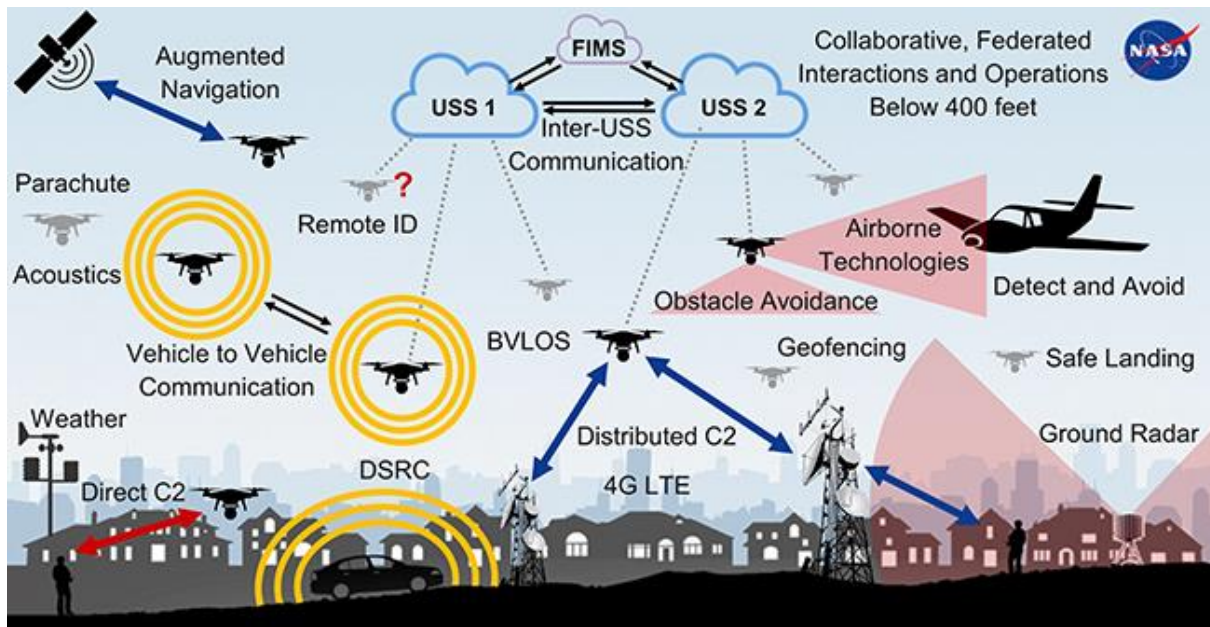 FIMS
Collaborative, Federated
Interactions and Operations
Below 400 feet
NASA
Augmented
Navigation
USS 1
USS 2
Inter-USS
Communication
Parachute
Remote ID
?
Airborne
Technologies
Acoustics
Detect and Avoid
Obstacle Avoidance
Vehicle to Vehicle
Communication
BVLOS
Geofencing
Safe Landing
Weather
Distributed C2
Ground Radar
DSRC
4G LTE
Direct C2